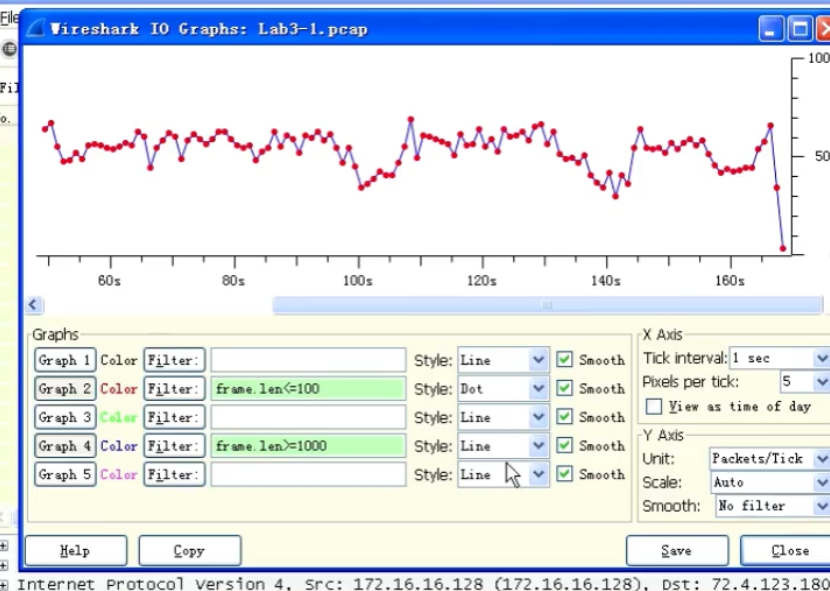 File
Wireshark IO Graphs: Lab3-1.pcap
Fil
o.
100
50
60s 80s 100s 120s 140s 160s
Graphs
Graph 1 Color Filter: Style: Line Smooth
Graph 2 Color Filter: frame.len<=100 Style: Dot Smooth
Graph 3 Color Filter: Style: Line Smooth
Graph 4 Color Filter: frame.len>=1000 Style: Line Smooth
Graph 5 Color Filter: Style: Line Smooth
X Axis
Tick interval: 1 sec
Pixels per tick: 5
View as time of day
Y Axis
Unit: Packets/Tick
Scale: Auto
Smooth: No filter
Help Copy Save Close
Internet Protocol Version 4, Src: 172.16.16.128 (172.16.16.128), Dst: 72.4.123.180